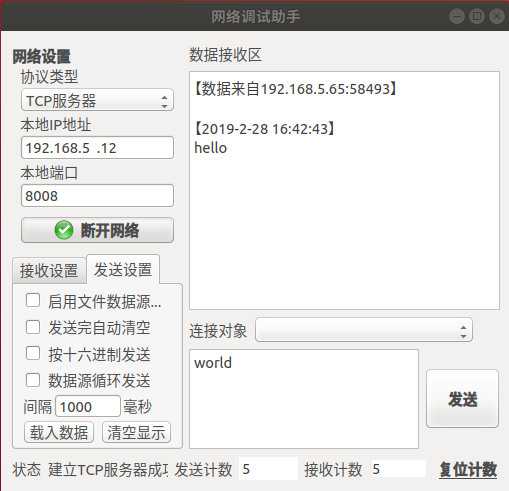 网络调试助手
网络设置
协议类型
TCP服务器
本地IP地址
192.168.5 .12
本地端口
8008
断开网络
接收设置 发送设置
启用文件数据源...
发送完自动清空
按十六进制发送
数据源循环发送
间隔 1000 毫秒
载入数据 清空显示
数据接收区
【数据来自192.168.5.65:58493】
【2019-2-28 16:42:43】
hello
连接对象
world
发送
状态 建立TCP服务器成功 发送计数 5 接收计数 5 复位计数